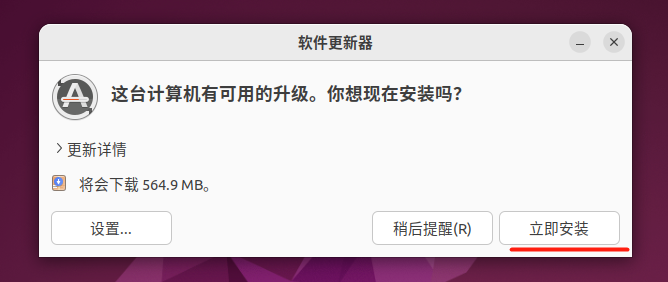 软件更新器
这台计算机有可用的升级。你想现在安装吗?
更新详情
将会下载 564.9 MB。
设置...
稍后提醒(R)
立即安装